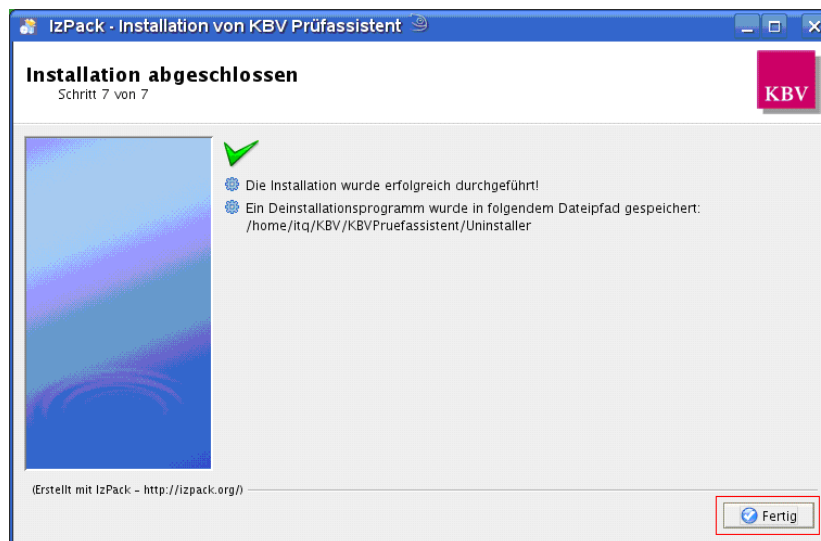 IzPack - Installation von KBV Prüfassistent
Installation abgeschlossen
Schritt 7 von 7
KBV
Die Installation wurde erfolgreich durchgeführt!
Ein Deinstallationsprogramm wurde in folgendem Dateipfad gespeichert:
/home/itq/KBV/KBVPruefassistent/Uninstaller
(Erstellt mit IzPack - http://izpack.org/)
Fertig